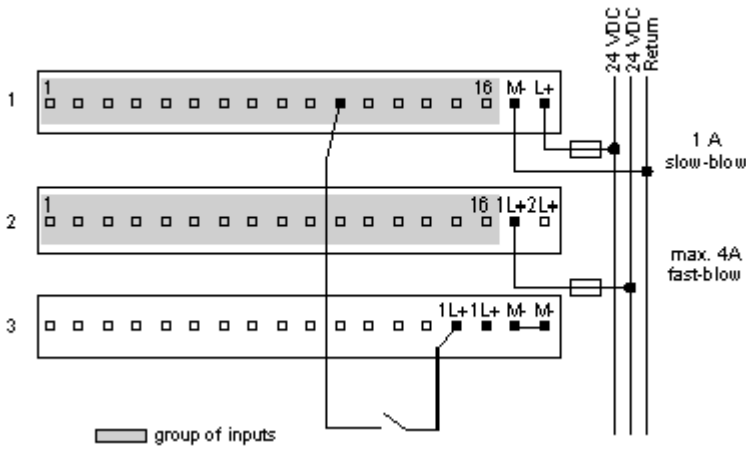 24 VDC
24 VDC
Return
1
1 16 M- L+
1 A
slow-blow
2
1 16 1L+ 2L+
max. 4A
fast-blow
3
1L+ 1L+ M- M-
group of inputs